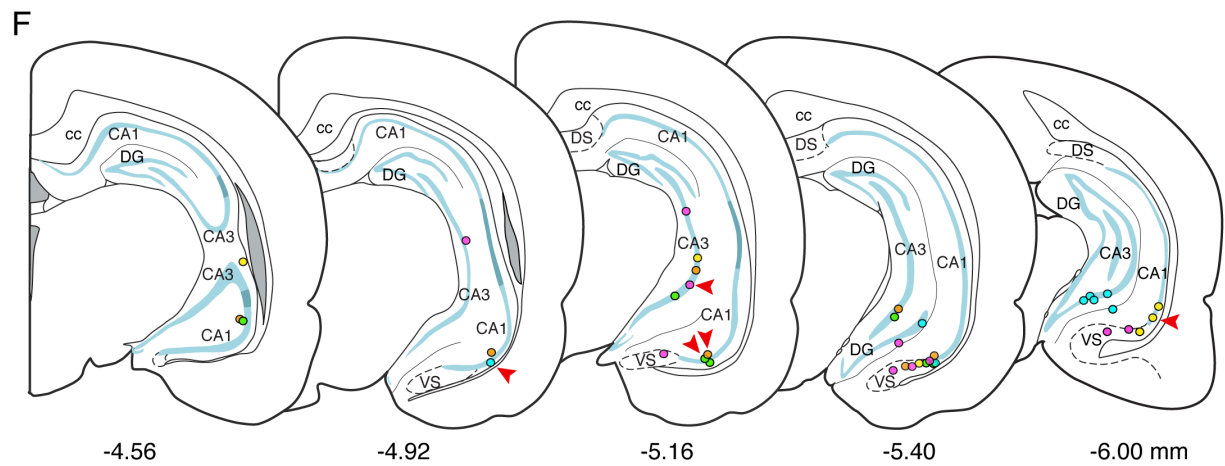 F
cc
CA1
DG
CA3
CA3
CA1
-4.56
cc
CA1
DG
CA3
CA1
VS
-4.92
cc
DS
CA1
DG
CA3
CA1
VS
-5.16
cc
DS
DG
CA3
CA1
DG
VS
-5.40
cc
DS
DG
CA3
CA1
VS
-6.00 mm